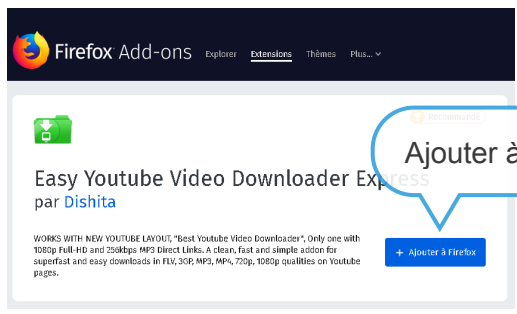 Firefox Add-ons Explorer Extensions Thèmes Plus...
Recommandé
Ajouter à
Easy Youtube Video Downloader Express
par Dishita
WORKS WITH NEW YOUTUBE LAYOUT, "Best Youtube Video Downloader", Only one with
1080p Full-HD and 256kbps MP3 Direct Links. A clean, fast and simple addon for
superfast and easy downloads in FLV, 3GP, MP3, MP4, 720p, 1080p qualities on Youtube
pages.
+ Ajouter à Firefox